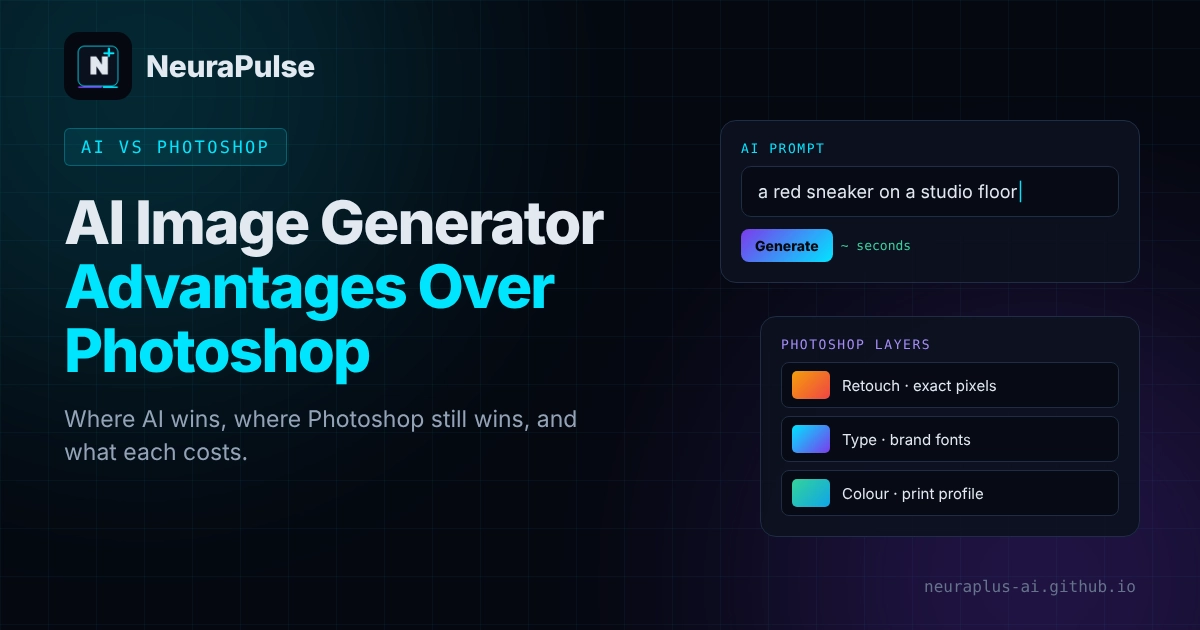 N+
NeuraPulse
AI VS PHOTOSHOP
AI Image Generator
Advantages Over
Photoshop
Where AI wins, where Photoshop still wins, and
what each costs.
AI PROMPT
a red sneaker on a studio floor
Generate
~ seconds
PHOTOSHOP LAYERS
Retouch · exact pixels
Type · brand fonts
Colour · print profile
neuraplus-ai.github.io